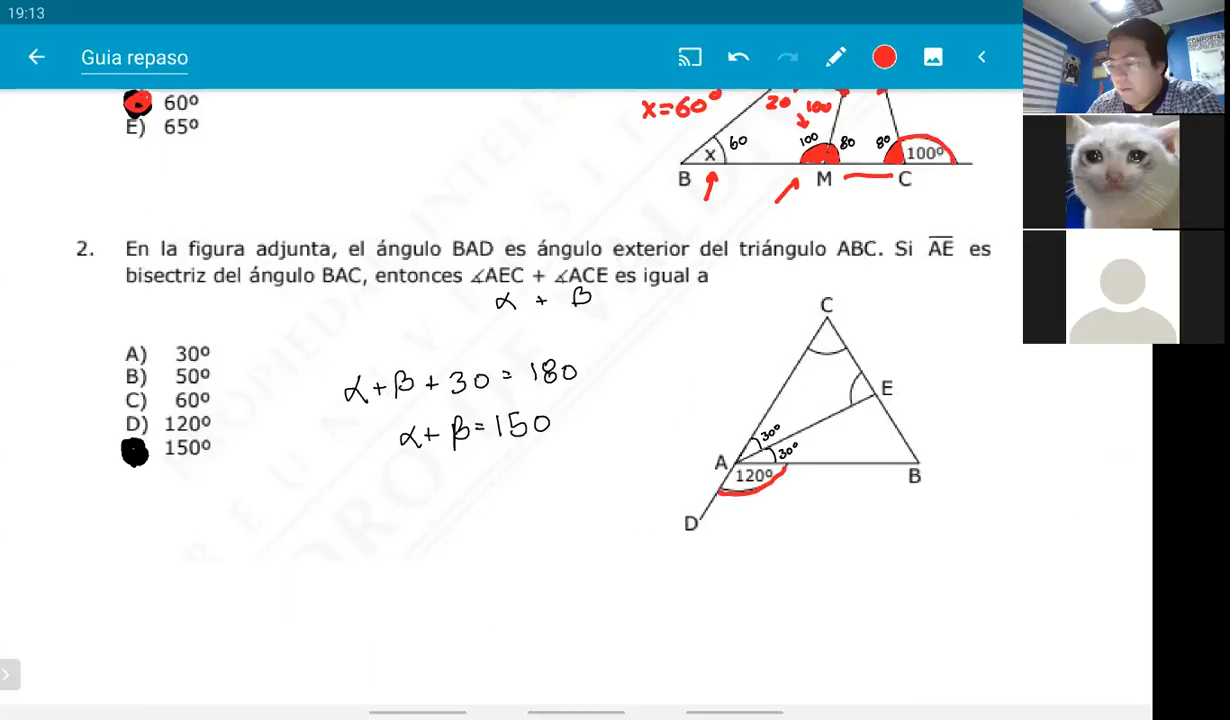 19:13
Guia repaso
60º
E) 65º
x=60º
20 100
100
60
80
80
100º
x
B
M
C
2. En la figura adjunta, el ángulo BAD es ángulo exterior del triángulo ABC. Si AE es
bisectriz del ángulo BAC, entonces ∡AEC + ∡ACE es igual a
α + β
A) 30º
B) 50º
C) 60º
D) 120º
150º
α+β+30=180
α+β=150
C
E
30º
30º
A
120º
B
D